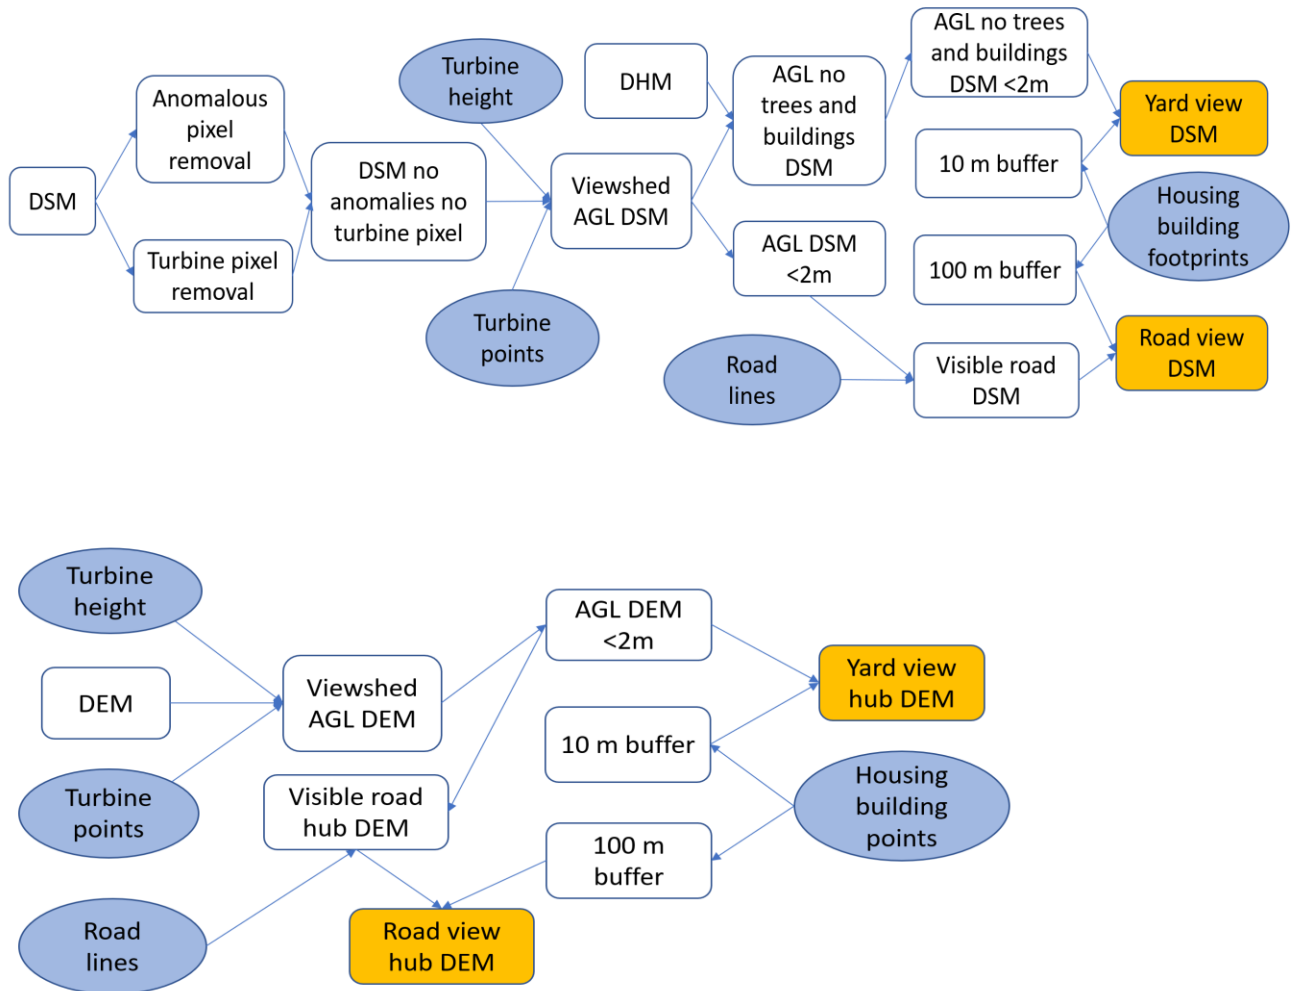 DSM
Anomalous
pixel
removal
Turbine pixel
removal
DSM no
anomalies no
turbine pixel
Turbine
height
Turbine
points
Viewshed
AGL DSM
DHM
AGL no
trees and
buildings
DSM
AGL DSM
<2m
Road
lines
AGL no trees
and buildings
DSM <2m
10 m buffer
100 m buffer
Visible road
DSM
Yard view
DSM
Housing
building
footprints
Road view
DSM
Turbine
height
DEM
Turbine
points
Road
lines
Viewshed
AGL DEM
Visible road
hub DEM
Road view
hub DEM
AGL DEM
<2m
10 m buffer
100 m
buffer
Yard view
hub DEM
Housing
building
points